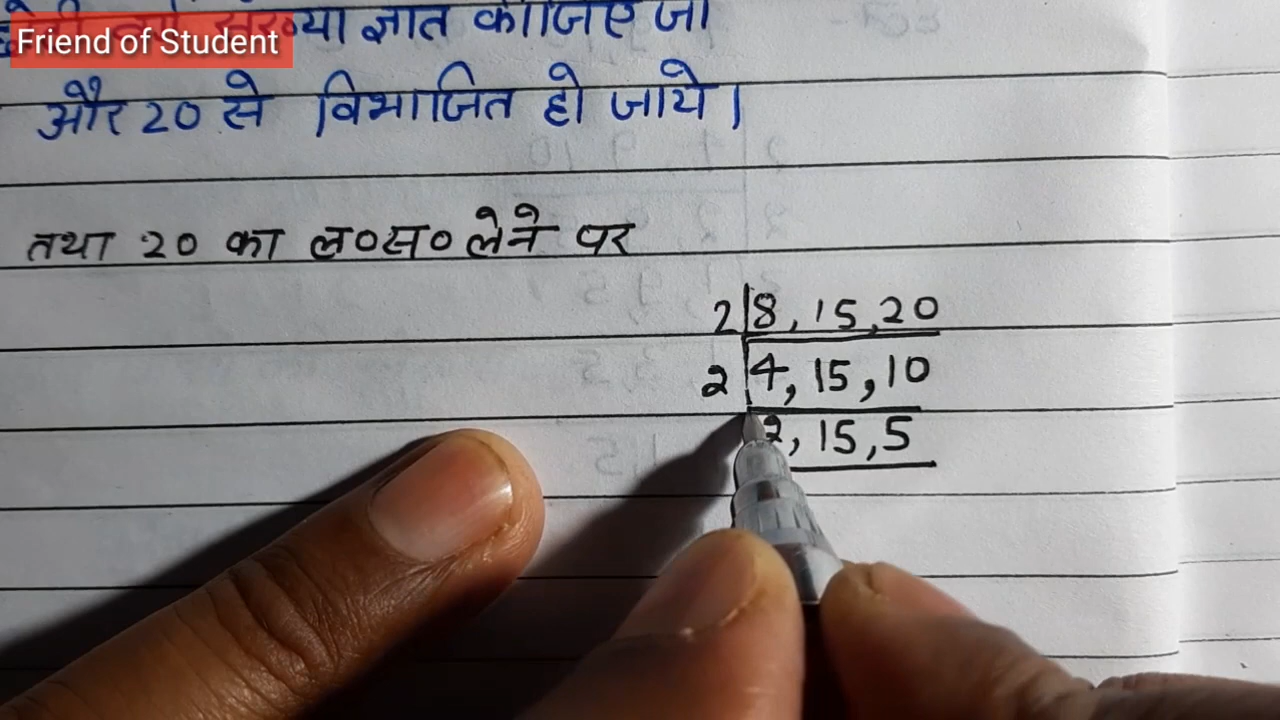 Friend of Student
संख्या ज्ञात कीजिए जो
और 20 से विभाजित हो जाये।
तथा 20 का ल०स० लेने पर
2 8, 15, 20
2 4, 15, 10
2, 15, 5